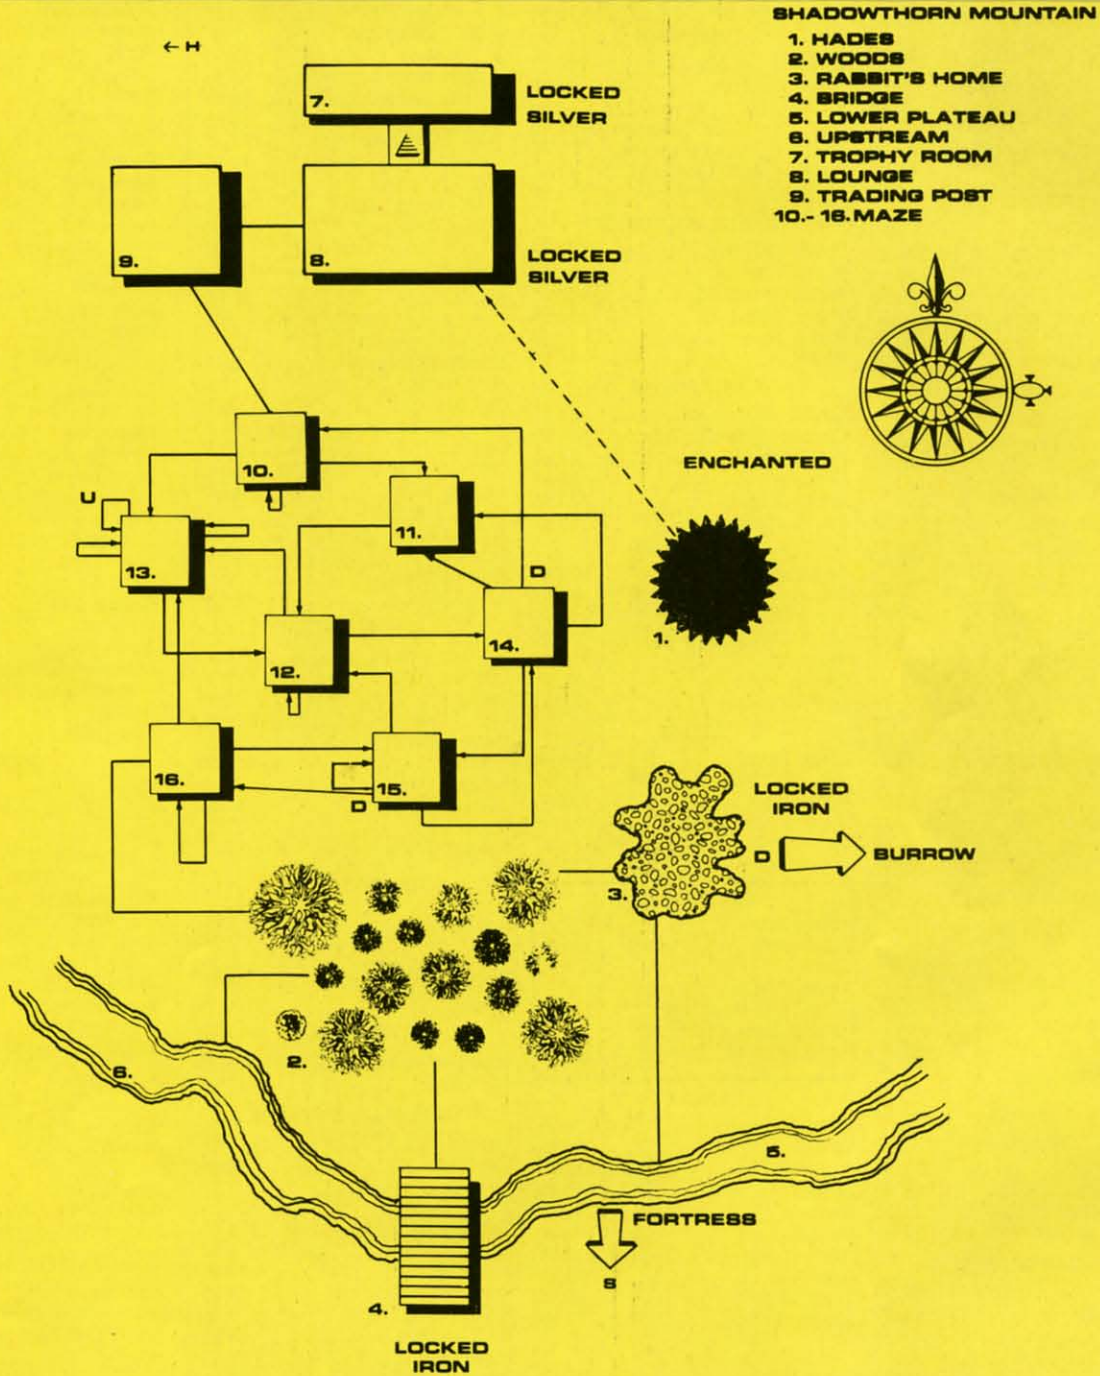 SHADOWTHORN MOUNTAIN
1. HADES
2. WOODS
3. RABBIT'S HOME
4. BRIDGE
5. LOWER PLATEAU
6. UPSTREAM
7. TROPHY ROOM
8. LOUNGE
9. TRADING POST
10.- 16. MAZE
← H
7.
LOCKED
SILVER
9.
8.
LOCKED
SILVER
10.
ENCHANTED
U
11.
13.
D
1.
14.
12.
16.
15.
D
LOCKED
IRON
D
BURROW
3.
2.
6.
5.
FORTRESS
S
4.
LOCKED
IRON